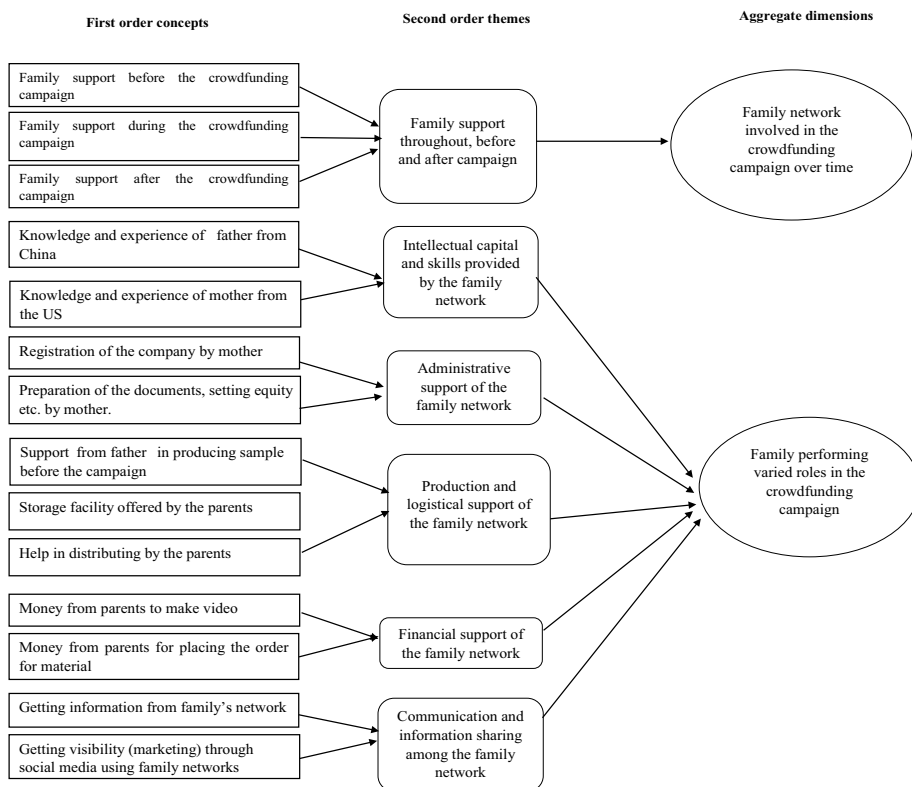 First order concepts
Second order themes
Aggregate dimensions
Family support before the crowdfunding
campaign
Family support during the crowdfunding
campaign
Family support after the crowdfunding
campaign
Family support
throughout, before
and after campaign
Family network
involved in the
crowdfunding
campaign over time
Knowledge and experience of father from
China
Knowledge and experience of mother from
the US
Intellectual capital
and skills provided
by the family
network
Registration of the company by mother
Preparation of the documents, setting equity
etc. by mother.
Administrative
support of the
family network
Support from father in producing sample
before the campaign
Storage facility offered by the parents
Help in distributing by the parents
Production and
logistical support of
the family network
Family performing
varied roles in the
crowdfunding
campaign
Money from parents to make video
Money from parents for placing the order
for material
Financial support of
the family network
Getting information from family's network
Getting visibility (marketing) through
social media using family networks
Communication and
information sharing
among the family
network